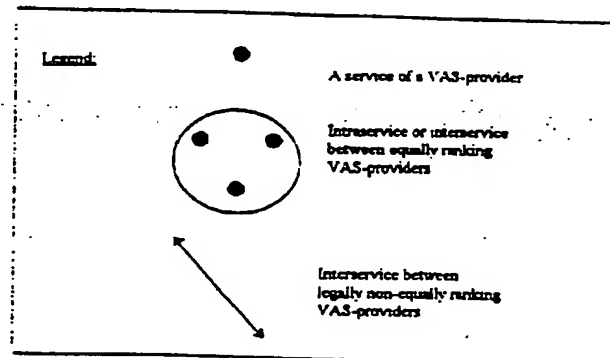 Legend:
A service of a VAS-provider
Intraservice or interservice
between equally ranking
VAS-providers
Interservice between
legally non-equally ranking
VAS-providers